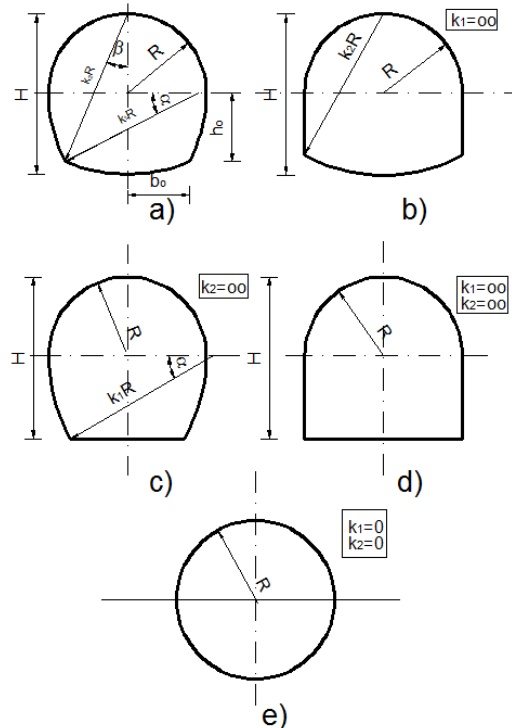 H
β
R
k₂R
k₁R
α
h₀
b₀
a)
H
k₂R
R
k₁=oo
b)
H
R
k₂=oo
k₁R
α
c)
H
R
k₁=oo
k₂=oo
d)
R
k₁=0
k₂=0
e)